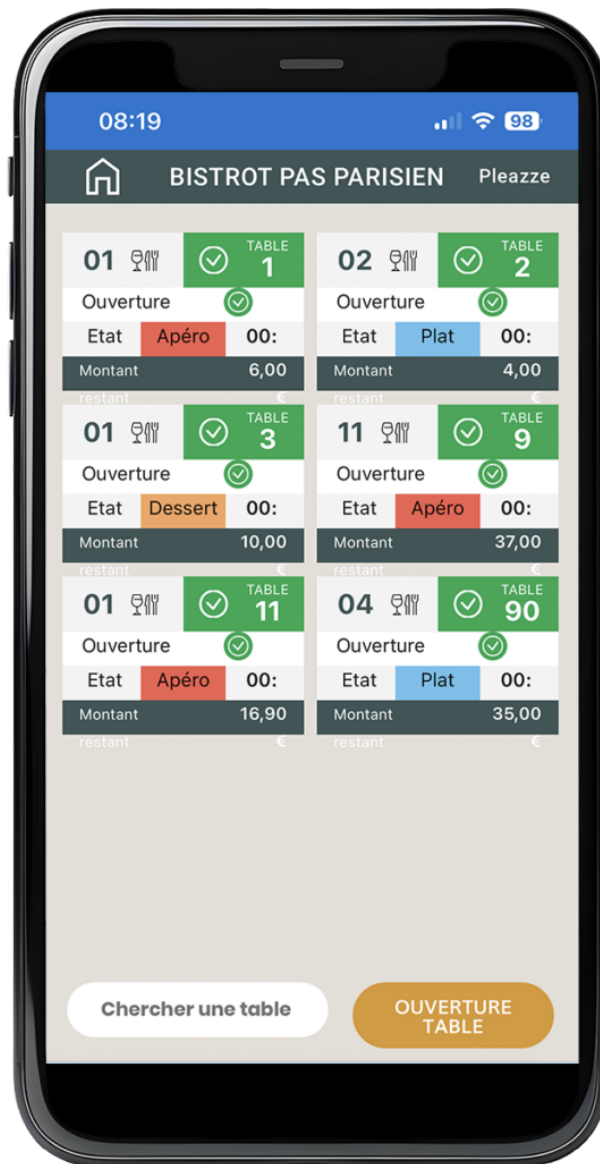 08:19 98
BISTROT PAS PARISIEN Pleazze
01 TABLE 1
Ouverture
Etat Apéro 00:
Montant 6,00
restant €
02 TABLE 2
Ouverture
Etat Plat 00:
Montant 4,00
restant €
01 TABLE 3
Ouverture
Etat Dessert 00:
Montant 10,00
restant €
11 TABLE 9
Ouverture
Etat Apéro 00:
Montant 37,00
restant €
01 TABLE 11
Ouverture
Etat Apéro 00:
Montant 16,90
restant €
04 TABLE 90
Ouverture
Etat Plat 00:
Montant 35,00
restant €
Chercher une table
OUVERTURE
TABLE